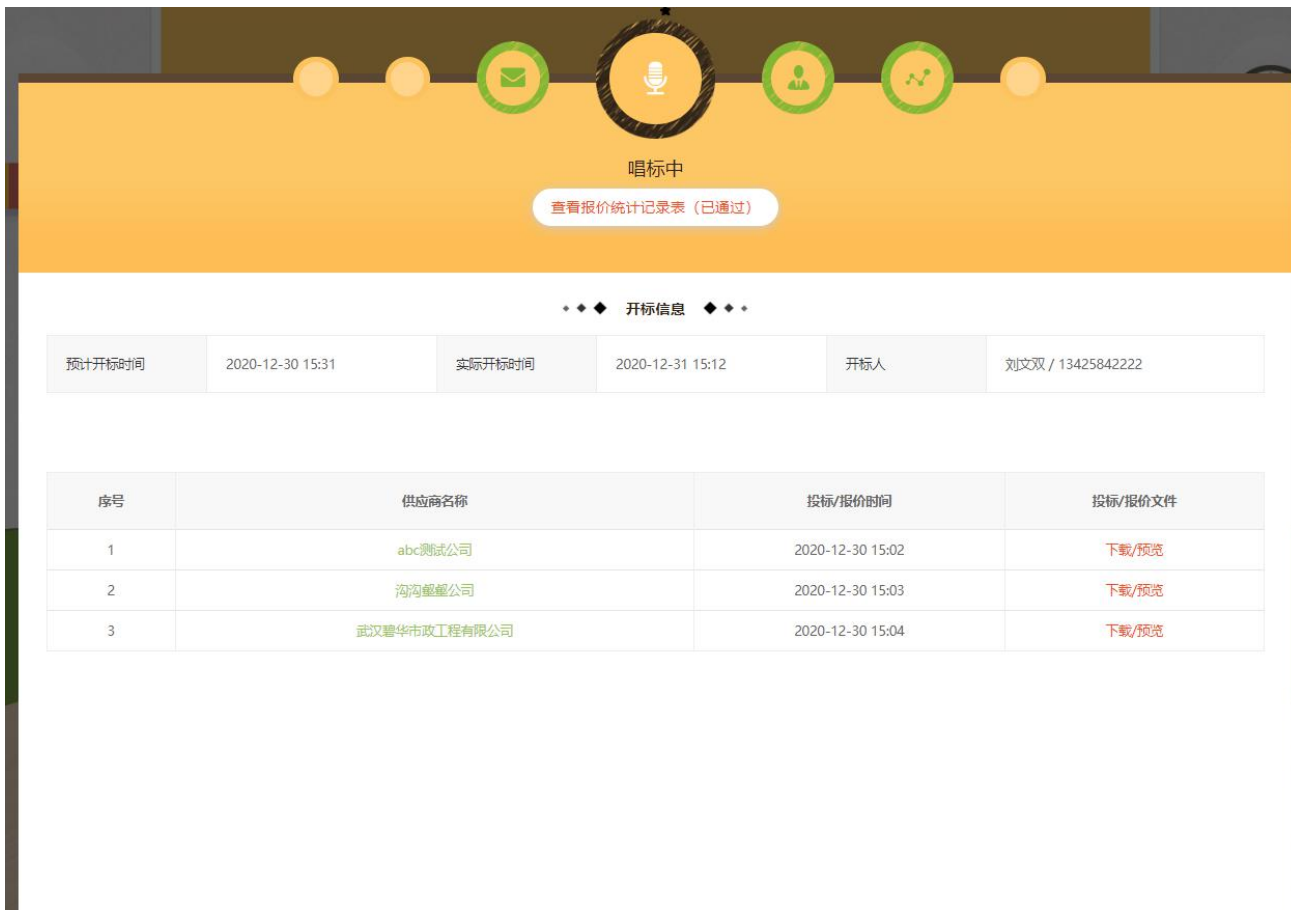 唱标中
查看报价统计记录表（已通过）
开标信息
预计开标时间 2020-12-30 15:31 实际开标时间 2020-12-31 15:12 开标人 刘文双 / 13425842222
序号 供应商名称 投标/报价时间 投标/报价文件
1 abc测试公司 2020-12-30 15:02 下载/预览
2 沟沟壑壑公司 2020-12-30 15:03 下载/预览
3 武汉碧华市政工程有限公司 2020-12-30 15:04 下载/预览